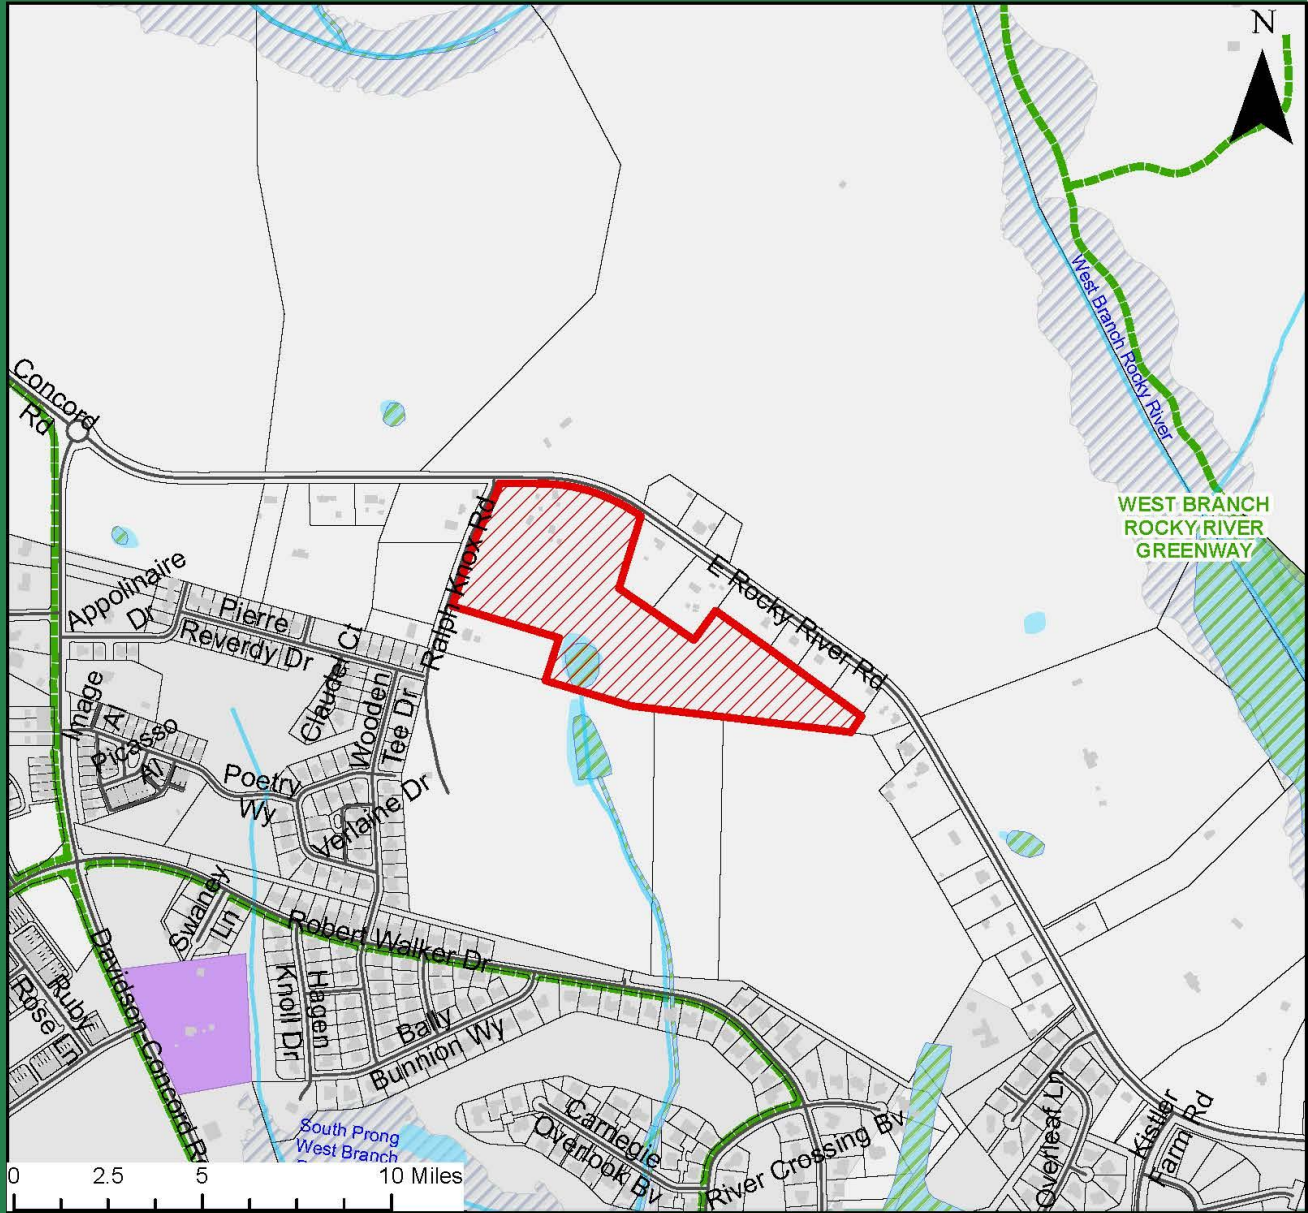 N
Concord
Rd
West Branch Rocky River
WEST BRANCH
ROCKY RIVER
GREENWAY
Ralph Knox Rd
E Rocky River Rd
Appolinaire
Dr
Pierre
Reverdy Dr
Claudel Ct
Wooden
Tee Dr
Image
Al
Picasso
Al
Poetry
Wy
Verlaine Dr
Swaney
Ln
Robert Walker Dr
Davidson-Concord R
Ruby
Rose Ln
Knoll Dr
Hagen
Bally
Bunnion Wy
South Prong
West Branch
Carnegie
Overlook Bv
River Crossing Bv
Overleaf Ln
Kistler
Farm Rd
0 2.5 5 10 Miles